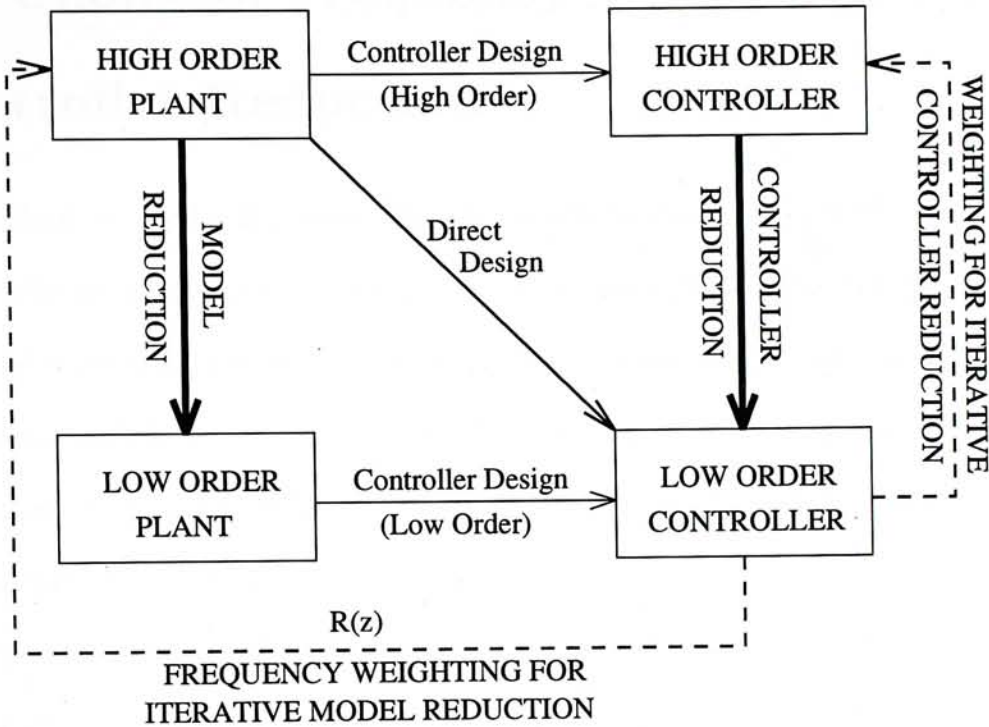 HIGH ORDER
PLANT
Controller Design
(High Order)
HIGH ORDER
CONTROLLER
MODEL
REDUCTION
Direct
Design
CONTROLLER
REDUCTION
WEIGHTING FOR ITERATIVE
CONTROLLER REDUCTION
LOW ORDER
PLANT
Controller Design
(Low Order)
LOW ORDER
CONTROLLER
R(z)
FREQUENCY WEIGHTING FOR
ITERATIVE MODEL REDUCTION